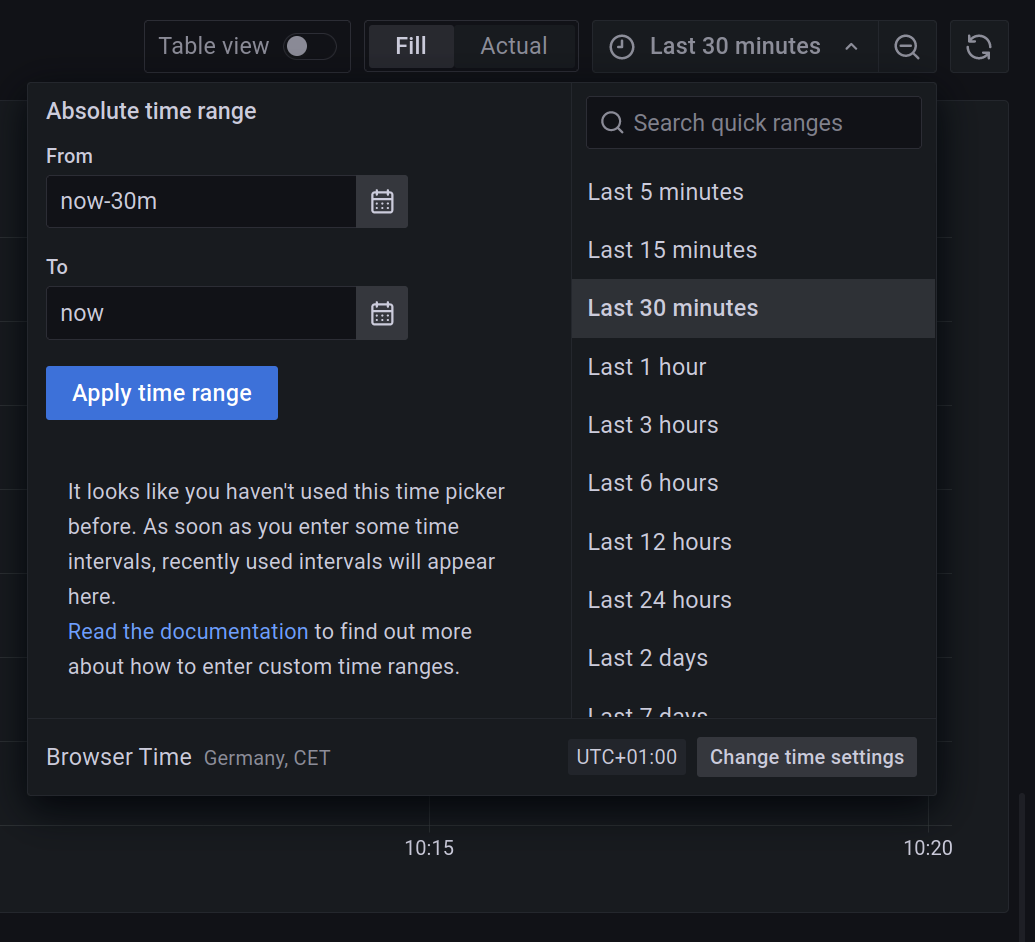 Table view
Fill
Actual
Last 30 minutes
Absolute time range
From
now-30m
To
now
Apply time range
It looks like you haven't used this time picker
before. As soon as you enter some time
intervals, recently used intervals will appear
here.
Read the documentation to find out more
about how to enter custom time ranges.
Search quick ranges
Last 5 minutes
Last 15 minutes
Last 30 minutes
Last 1 hour
Last 3 hours
Last 6 hours
Last 12 hours
Last 24 hours
Last 2 days
Last 7 days
Browser Time Germany, CET
UTC+01:00
Change time settings
10:15
10:20